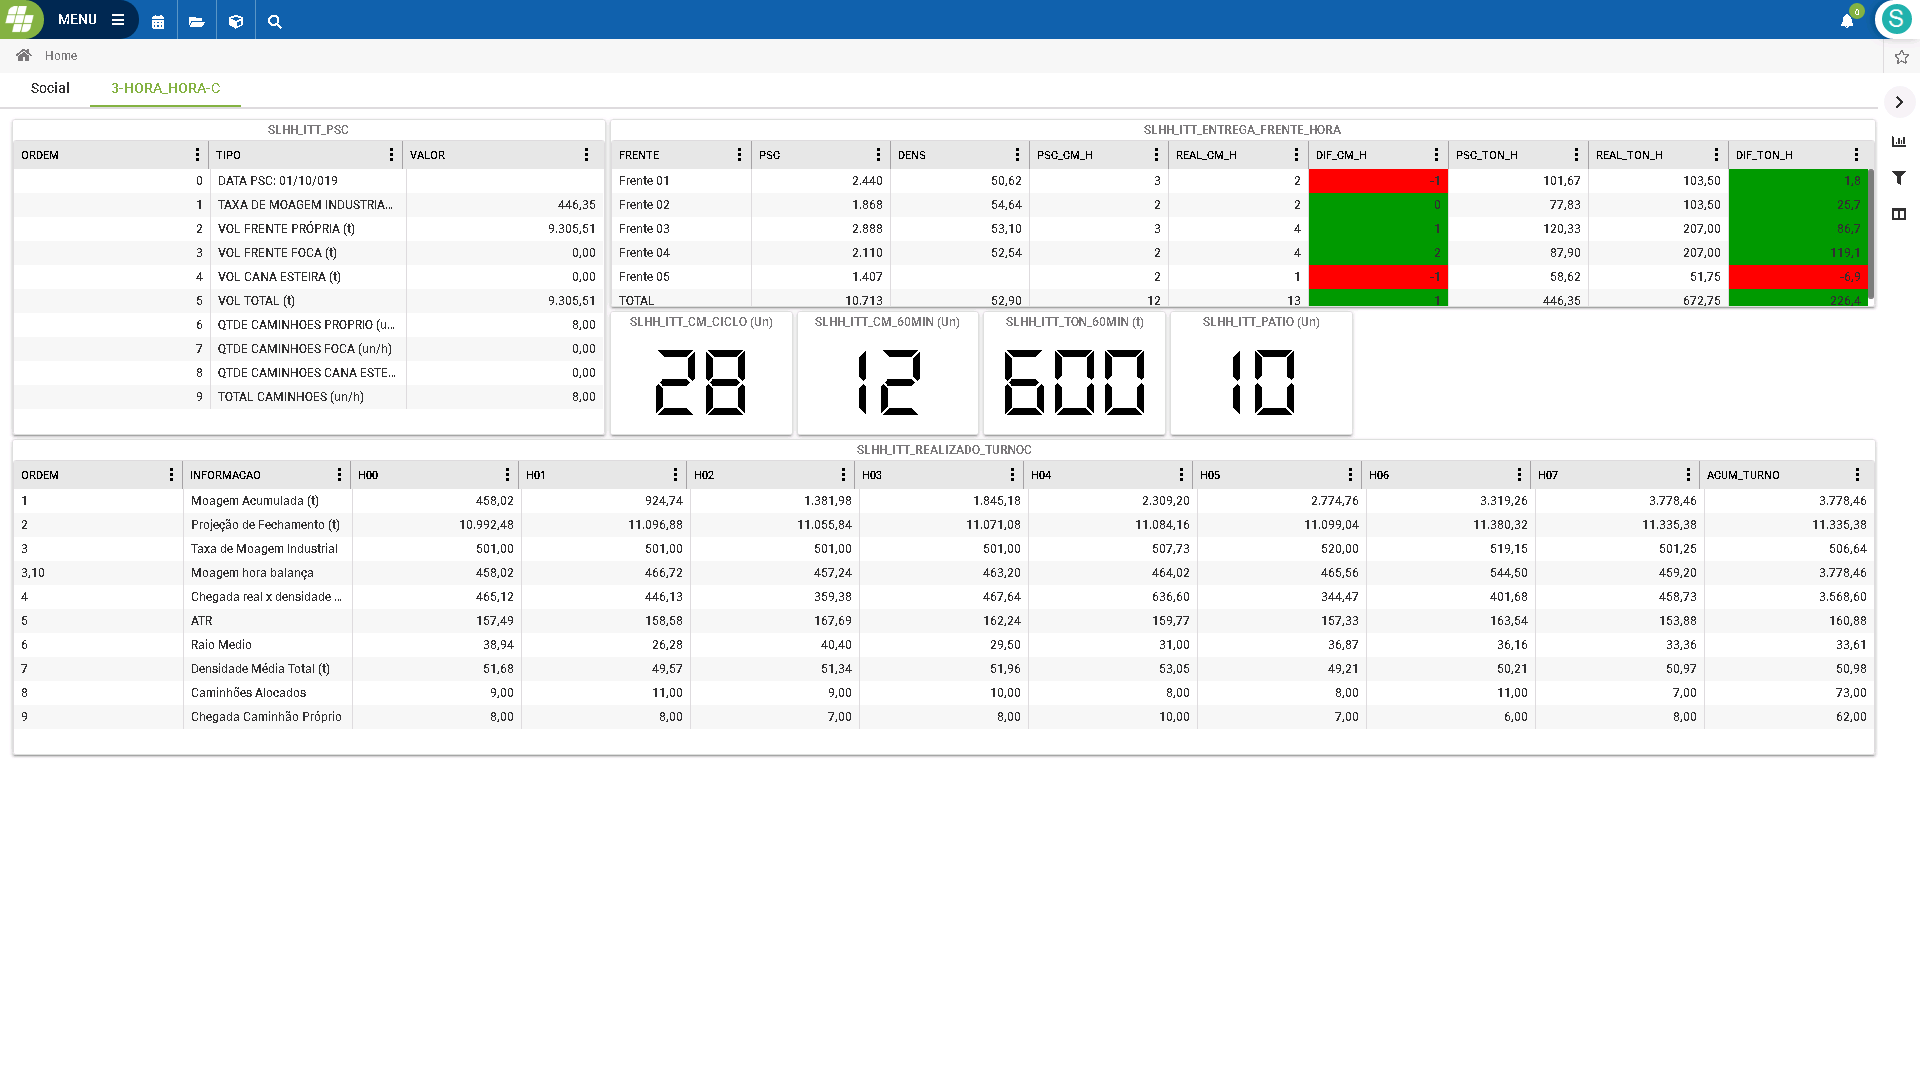 MENU
0
S
Home
Social
3-HORA_HORA-C
SLHH_ITT_PSC
ORDEM TIPO VALOR
0 DATA PSC: 01/10/019
1 TAXA DE MOAGEM INDUSTRIA... 446,35
2 VOL FRENTE PRÓPRIA (t) 9.305,51
3 VOL FRENTE FOCA (t) 0,00
4 VOL CANA ESTEIRA (t) 0,00
5 VOL TOTAL (t) 9.305,51
6 QTDE CAMINHOES PROPRIO (u... 8,00
7 QTDE CAMINHOES FOCA (un/h) 0,00
8 QTDE CAMINHOES CANA ESTE... 0,00
9 TOTAL CAMINHOES (un/h) 8,00
SLHH_ITT_ENTREGA_FRENTE_HORA
FRENTE PSC DENS PSC_CM_H REAL_CM_H DIF_CM_H PSC_TON_H REAL_TON_H DIF_TON_H
Frente 01 2.440 50,62 3 2 -1 101,67 103,50 1,8
Frente 02 1.868 54,64 2 2 0 77,83 103,50 25,7
Frente 03 2.888 53,10 3 4 1 120,33 207,00 86,7
Frente 04 2.110 52,54 2 4 2 87,90 207,00 119,1
Frente 05 1.407 2 1 -1 58,62 51,75 -6,9
TOTAL 10.713 52,90 12 13 1 446,35 672,75 226,4
SLHH_ITT_CM_CICLO (Un)
28
SLHH_ITT_CM_60MIN (Un)
12
SLHH_ITT_TON_60MIN (t)
600
SLHH_ITT_PATIO (Un)
10
SLHH_ITT_REALIZADO_TURNOC
ORDEM INFORMACAO H00 H01 H02 H03 H04 H05 H06 H07 ACUM_TURNO
1 Moagem Acumulada (t) 458,02 924,74 1.381,98 1.845,18 2.309,20 2.774,76 3.319,26 3.778,46 3.778,46
2 Projeção de Fechamento (t) 10.992,48 11.096,88 11.055,84 11.071,08 11.084,16 11.099,04 11.380,32 11.335,38 11.335,38
3 Taxa de Moagem Industrial 501,00 501,00 501,00 501,00 507,73 520,00 519,15 501,25 506,64
3,10 Moagem hora balança 458,02 466,72 457,24 463,20 464,02 465,56 544,50 459,20 3.778,46
4 Chegada real x densidade ... 465,12 446,13 359,38 467,64 636,60 344,47 401,68 458,73 3.568,60
5 ATR 157,49 158,58 167,69 162,24 159,77 157,33 163,54 153,88 160,88
6 Raio Medio 38,94 26,28 40,40 29,50 31,00 36,87 36,16 33,36 33,61
7 Densidade Média Total (t) 51,68 49,57 51,34 51,96 53,05 49,21 50,21 50,97 50,98
8 Caminhões Alocados 9,00 11,00 9,00 10,00 8,00 8,00 11,00 7,00 73,00
9 Chegada Caminhão Próprio 8,00 8,00 7,00 8,00 10,00 7,00 6,00 8,00 62,00